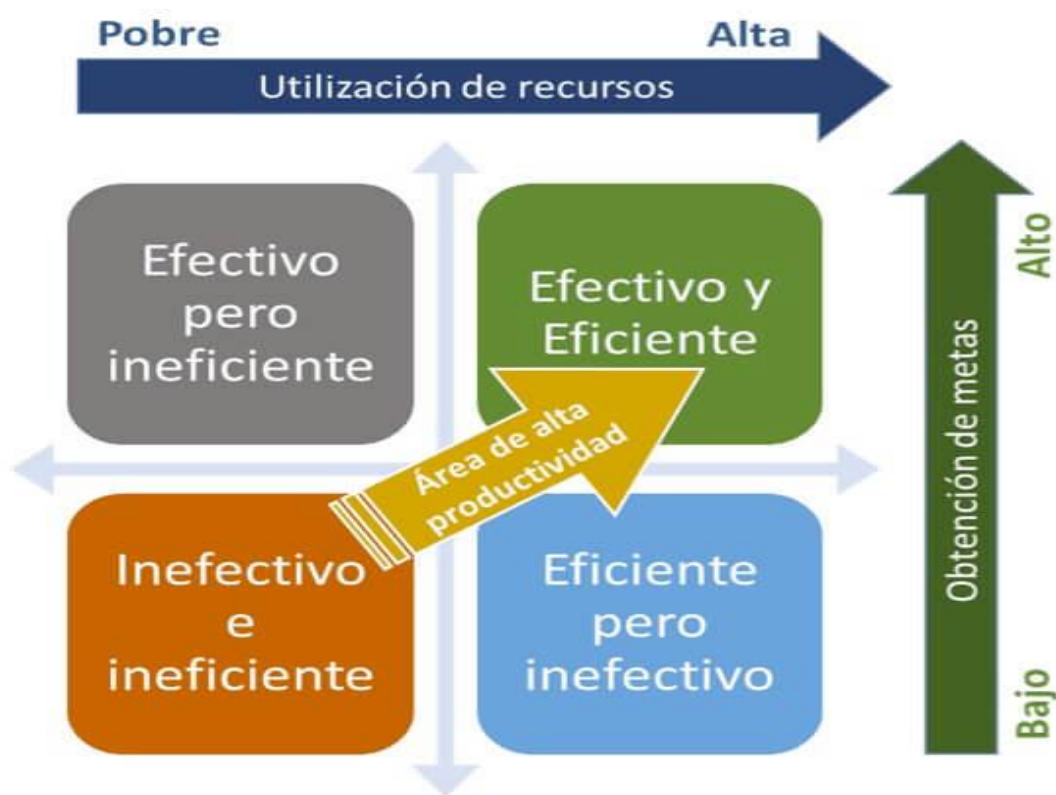 Pobre
Alta
Utilización de recursos
Efectivo
pero
ineficiente
Efectivo y
Eficiente
Área de alta
productividad
Inefectivo
e
ineficiente
Eficiente
pero
inefectivo
Alto
Obtención de metas
Bajo